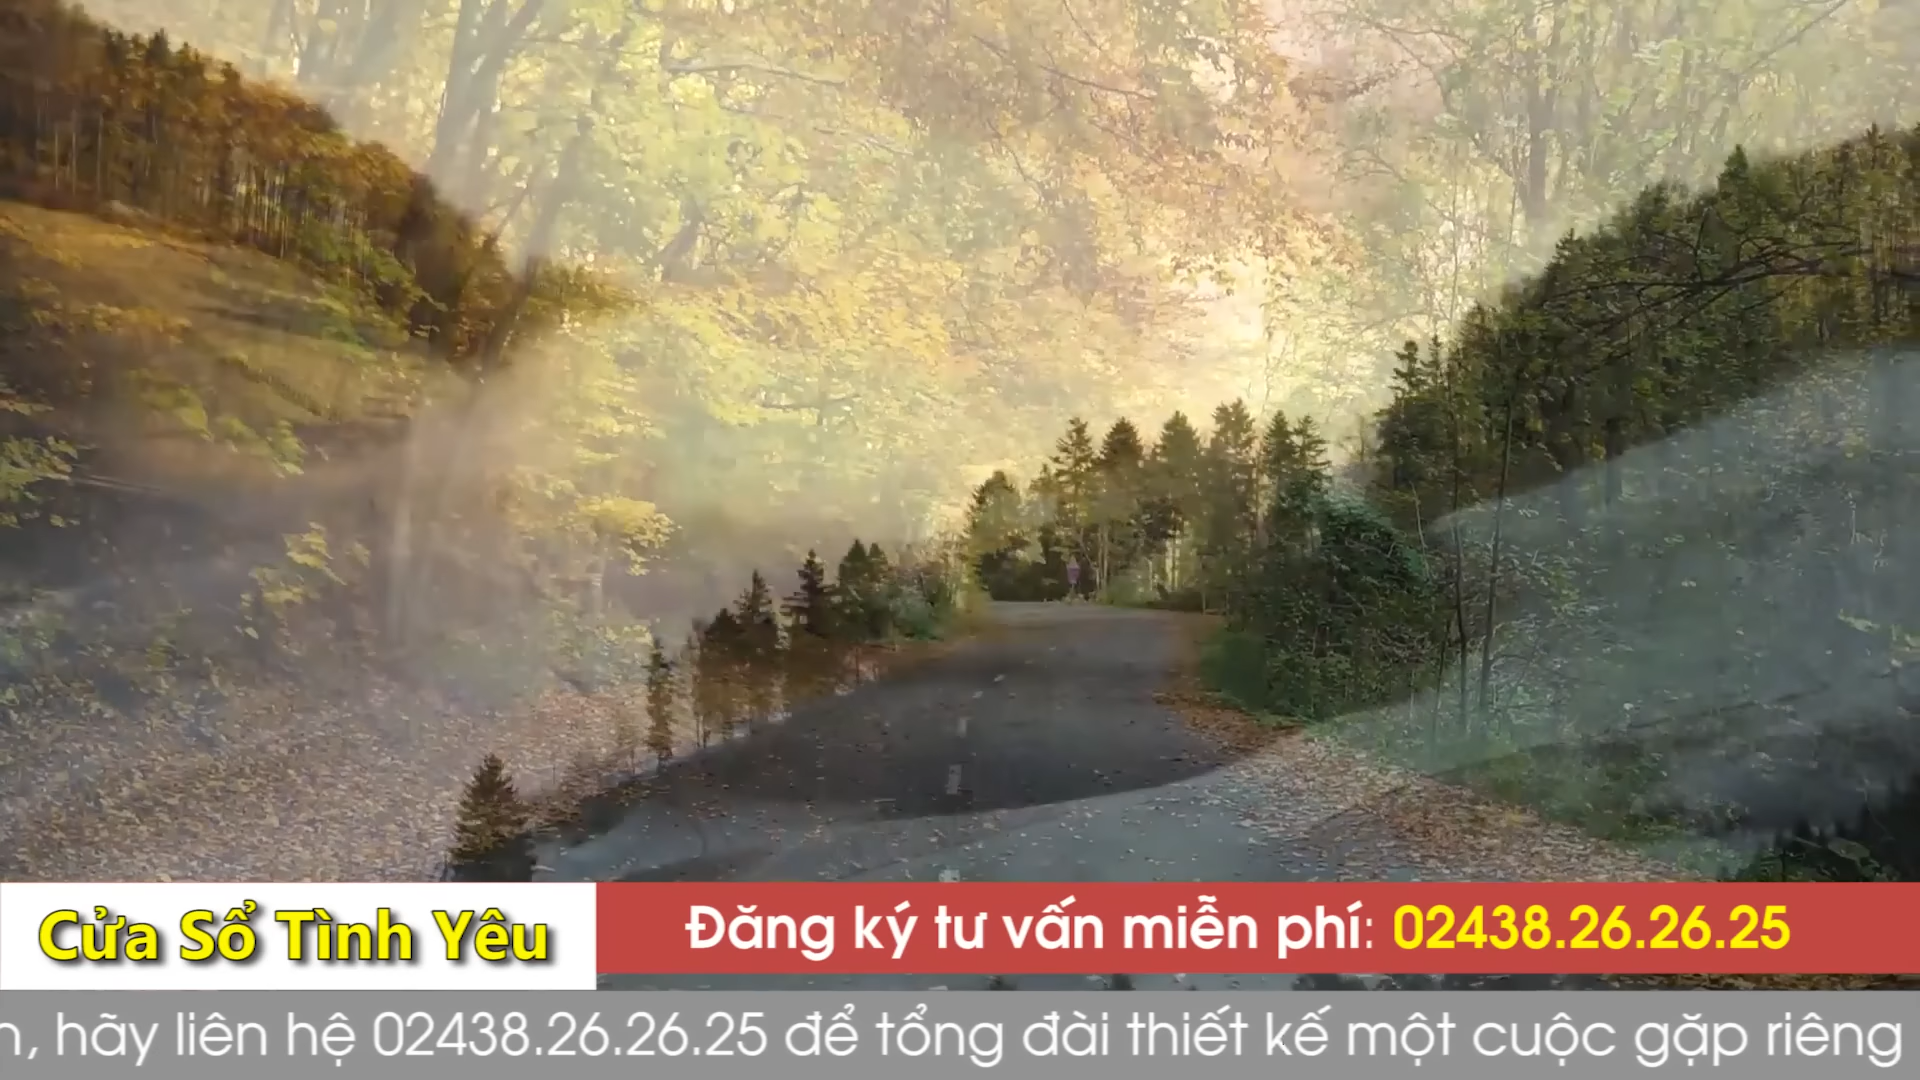 Cửa Sổ Tình Yêu
Đăng ký tư vấn miễn phí: 02438.26.26.25
, hãy liên hệ 02438.26.26.25 để tổng đài thiết kế một cuộc gặp riêng